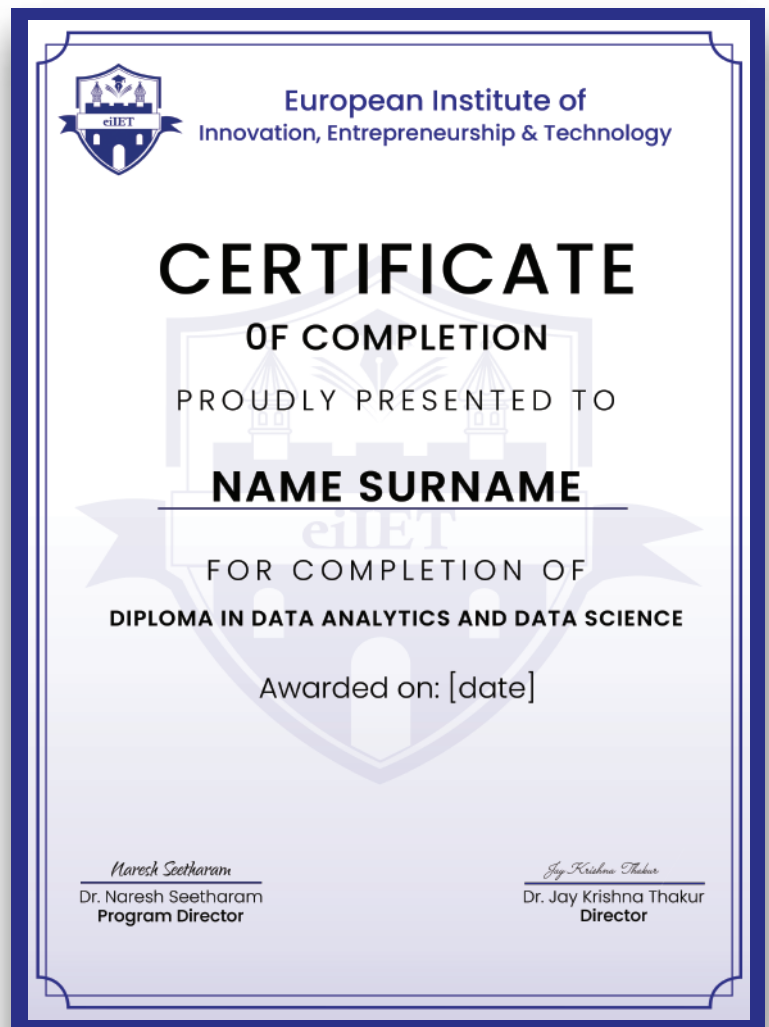 eiIET
European Institute of
Innovation, Entrepreneurship & Technology
CERTIFICATE
0F COMPLETION
PROUDLY PRESENTED TO
NAME SURNAME
eiIET
FOR COMPLETION OF
DIPLOMA IN DATA ANALYTICS AND DATA SCIENCE
Awarded on: [date]
Naresh Seetharam
Jay Krishna Thakur
Dr. Naresh Seetharam
Dr. Jay Krishna Thakur
Program Director
Director